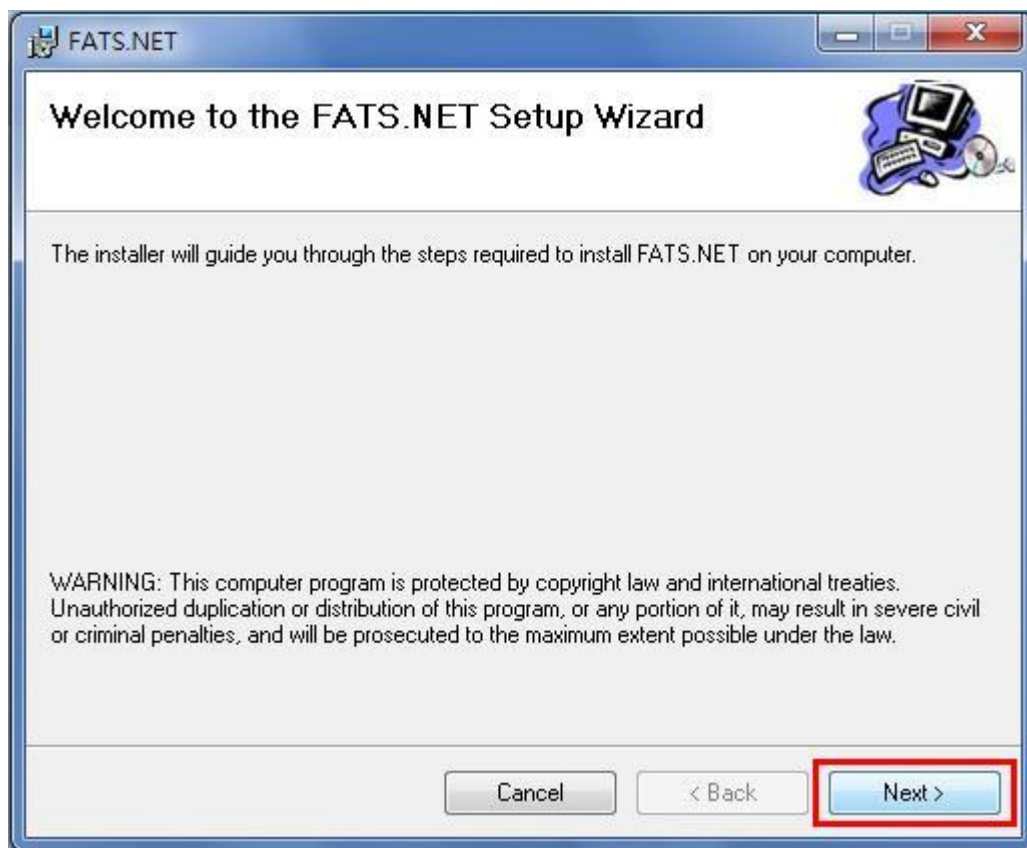 FATS.NET
Welcome to the FATS.NET Setup Wizard
The installer will guide you through the steps required to install FATS.NET on your computer.
WARNING: This computer program is protected by copyright law and international treaties.
Unauthorized duplication or distribution of this program, or any portion of it, may result in severe civil
or criminal penalties, and will be prosecuted to the maximum extent possible under the law.
Cancel
< Back
Next >